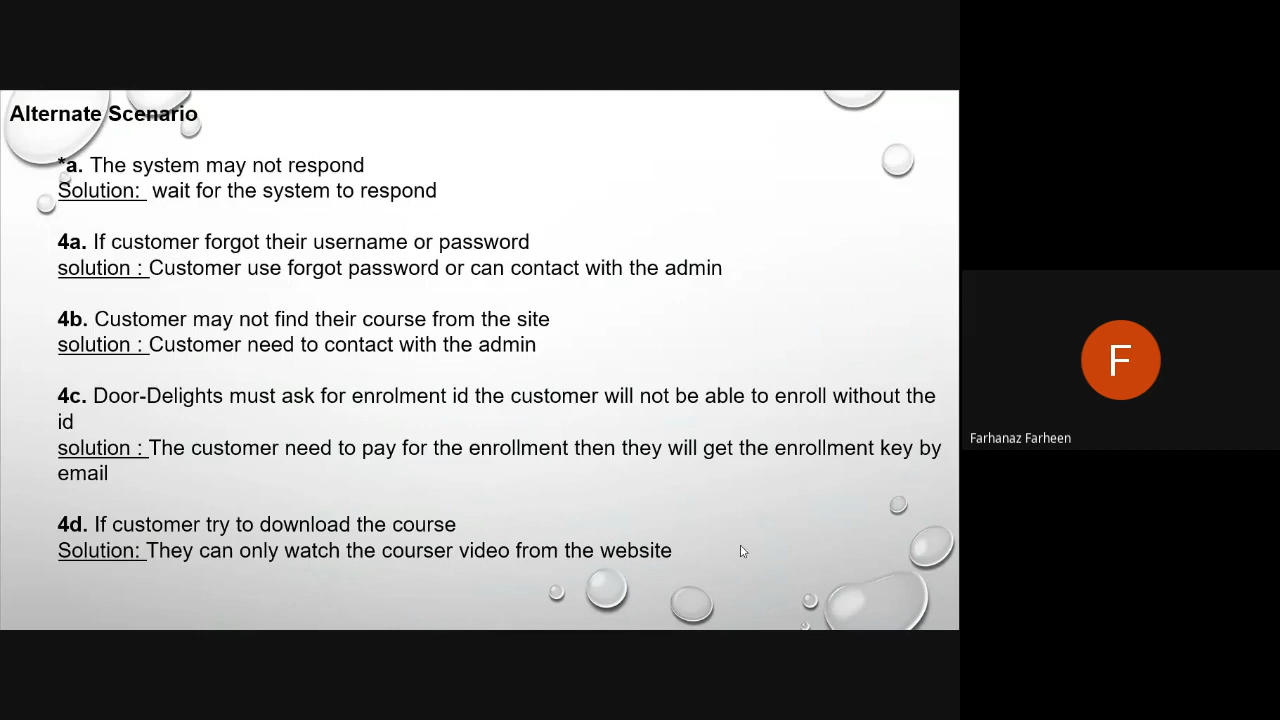 Alternate Scenario
*a. The system may not respond
Solution:  wait for the system to respond
4a. If customer forgot their username or password
solution : Customer use forgot password or can contact with the admin
4b. Customer may not find their course from the site
solution : Customer need to contact with the admin
4c. Door-Delights must ask for enrolment id the customer will not be able to enroll without the
id
solution : The customer need to pay for the enrollment then they will get the enrollment key by
email
4d. If customer try to download the course
Solution: They can only watch the courser video from the website
F
Farhanaz Farheen